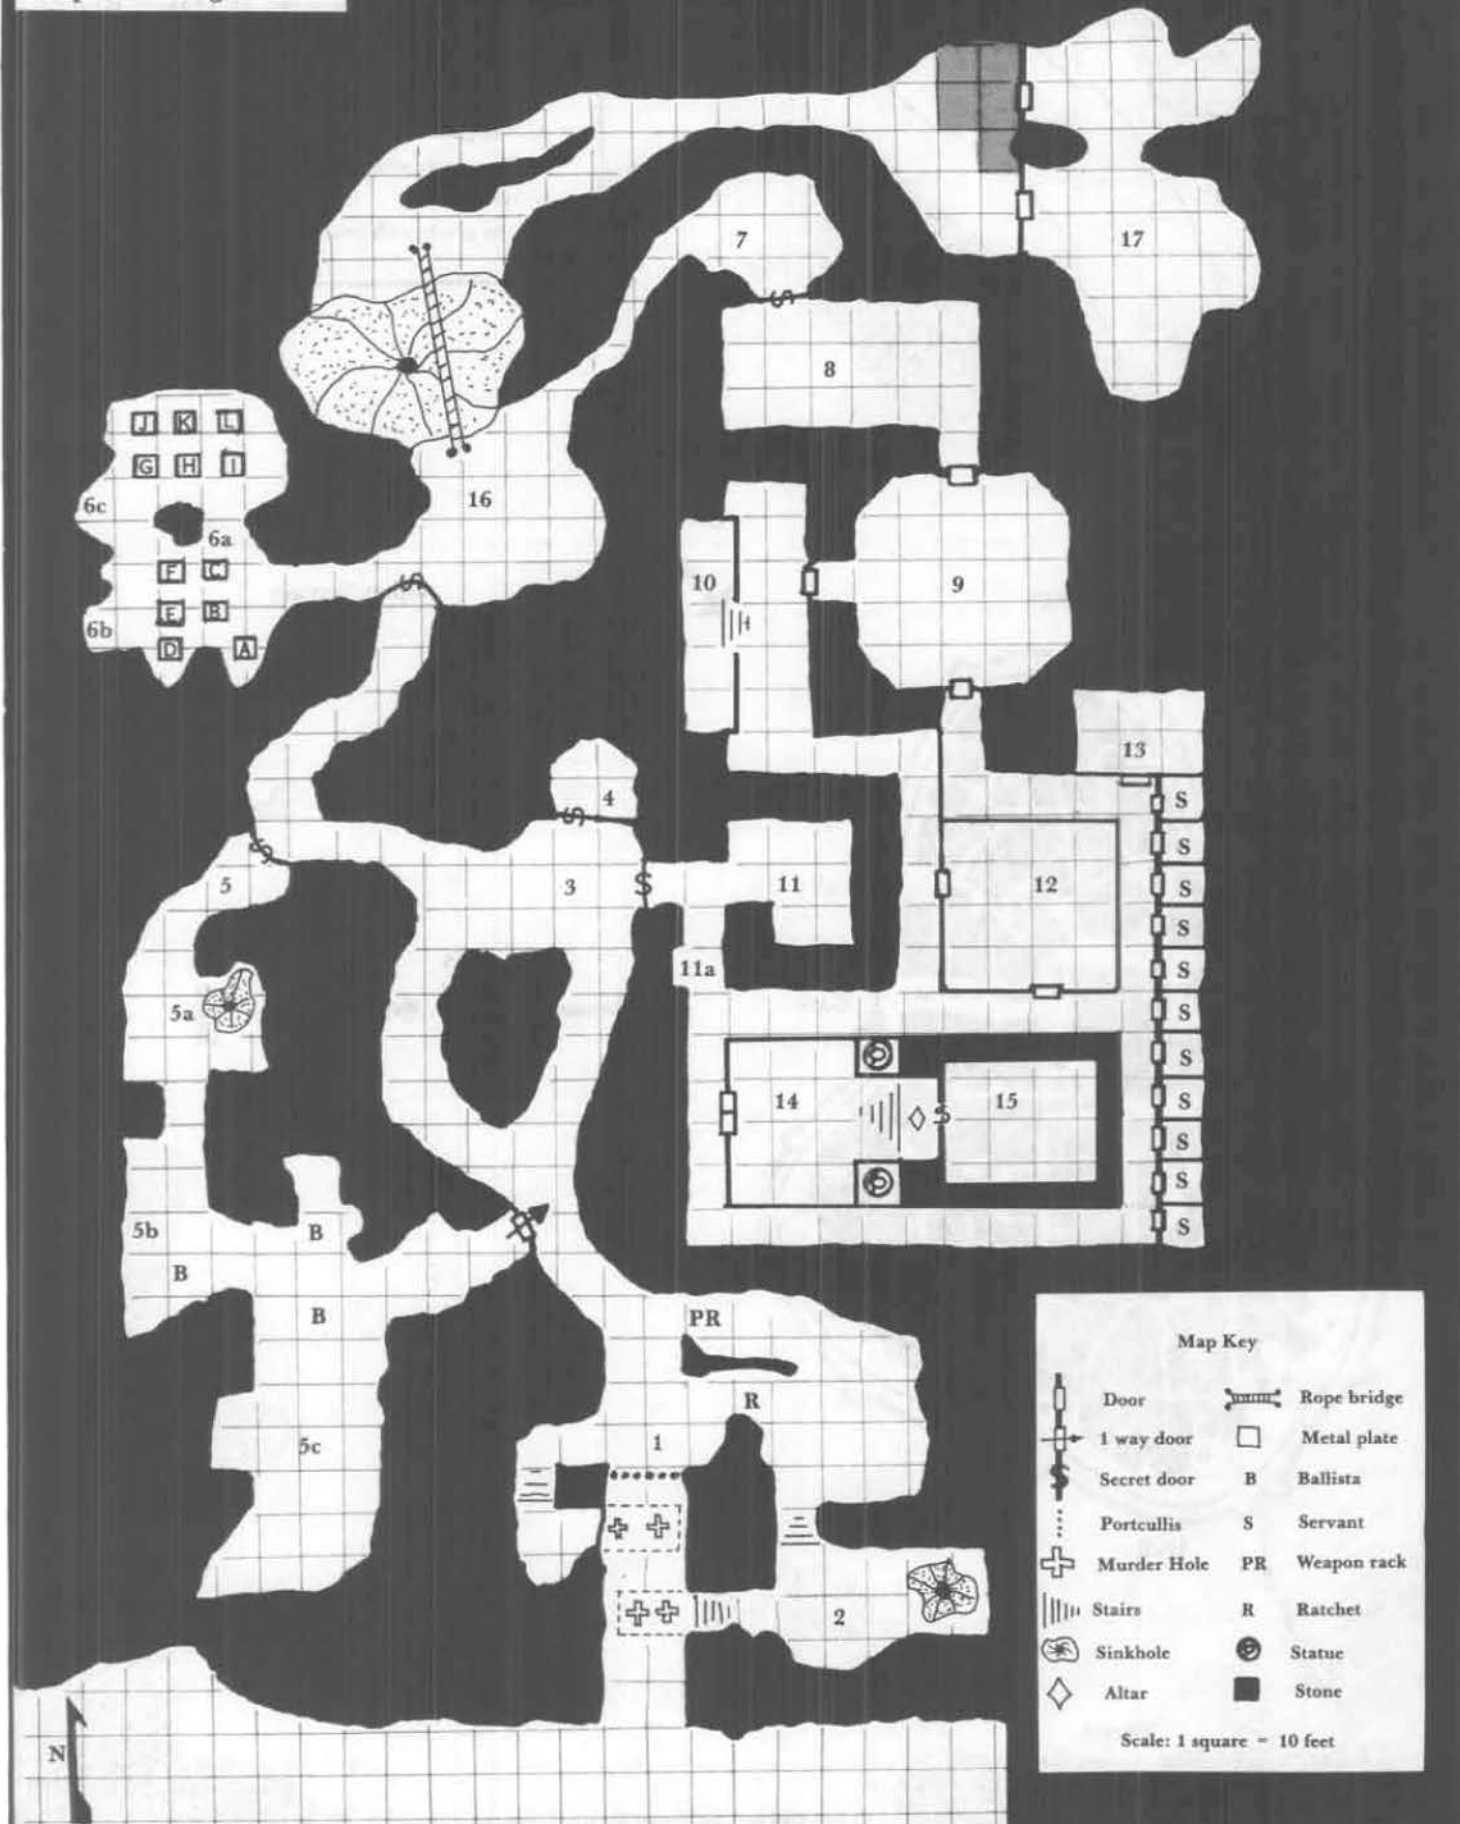 7
17
8
J K L
G H I
6c
16
6a
10
9
F C
E B
6b
D A
S
13
4
S
S
S
S
5
3
S
11
12
S
S
11a
S
5a
S
S
14
15
S
S
S
S
5b
B
S
B
B
PR
R
5c
1
2
N
Map Key
Door
Rope bridge
1 way door
Metal plate
Secret door
B
Ballista
Portcullis
S
Servant
Murder Hole
PR
Weapon rack
Stairs
R
Ratchet
Sinkhole
Statue
Altar
Stone
Scale: 1 square = 10 feet